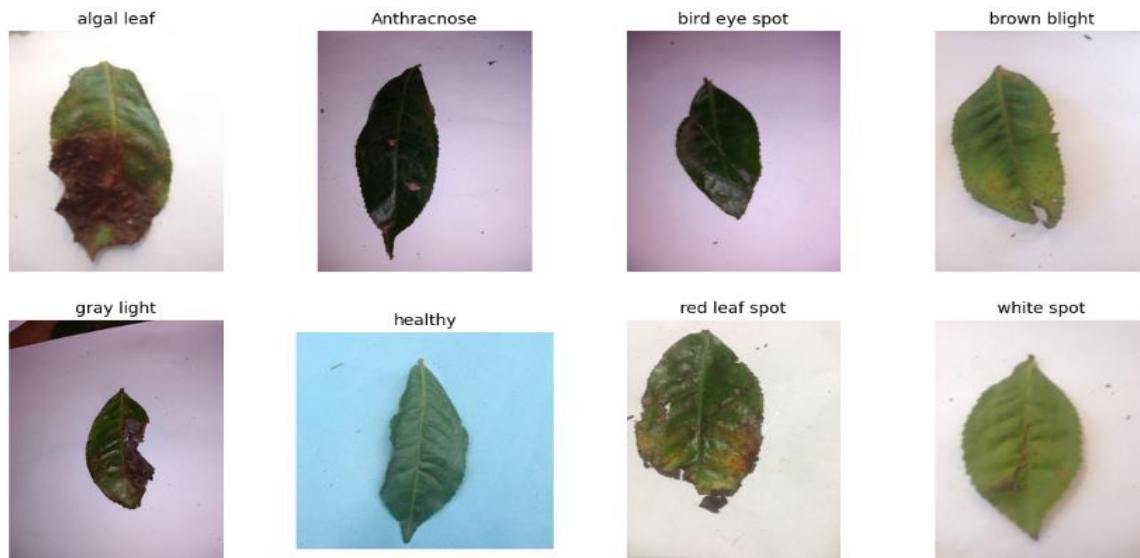 algal leaf
Anthracnose
bird eye spot
brown blight
gray light
healthy
red leaf spot
white spot